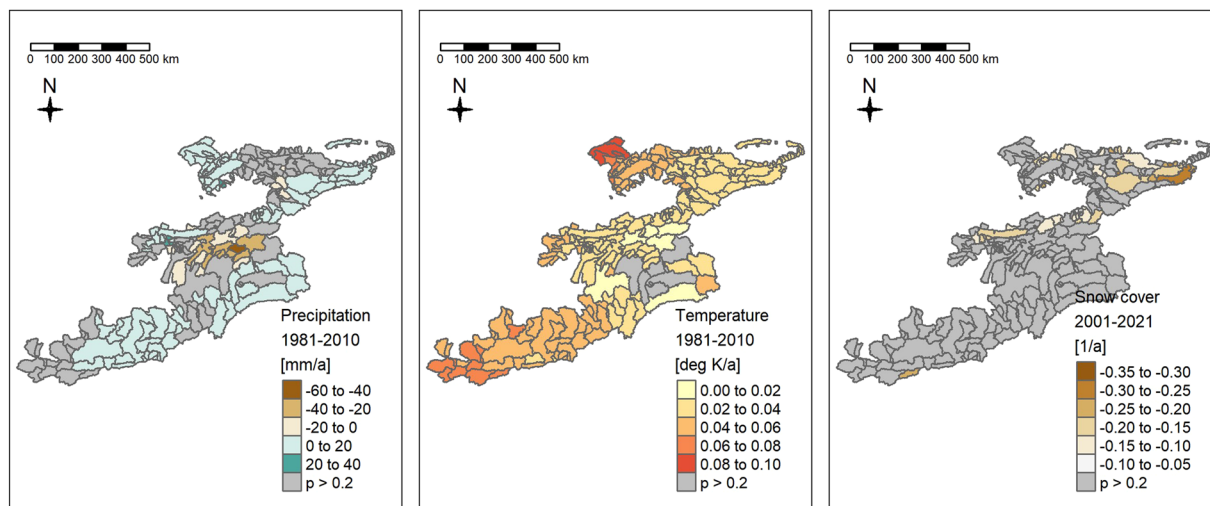 0 100 200 300 400 500 km
N
Precipitation
1981-2010
[mm/a]
-60 to -40
-40 to -20
-20 to 0
0 to 20
20 to 40
p > 0.2
0 100 200 300 400 500 km
N
Temperature
1981-2010
[deg K/a]
0.00 to 0.02
0.02 to 0.04
0.04 to 0.06
0.06 to 0.08
0.08 to 0.10
p > 0.2
0 100 200 300 400 500 km
N
Snow cover
2001-2021
[1/a]
-0.35 to -0.30
-0.30 to -0.25
-0.25 to -0.20
-0.20 to -0.15
-0.15 to -0.10
-0.10 to -0.05
p > 0.2